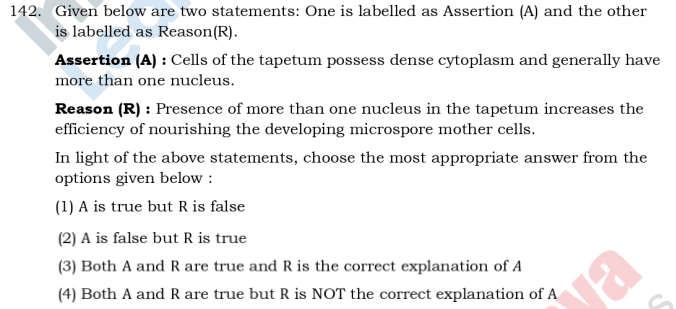 142. Given below are two statements: One is labelled as Assertion (A) and the other
is labelled as Reason(R).
Assertion (A) : Cells of the tapetum possess dense cytoplasm and generally have
more than one nucleus.
Reason (R) : Presence of more than one nucleus in the tapetum increases the
efficiency of nourishing the developing microspore mother cells.
In light of the above statements, choose the most appropriate answer from the
options given below :
(1) A is true but R is false
(2) A is false but R is true
(3) Both A and R are true and R is the correct explanation of A
(4) Both A and R are true but R is NOT the correct explanation of A